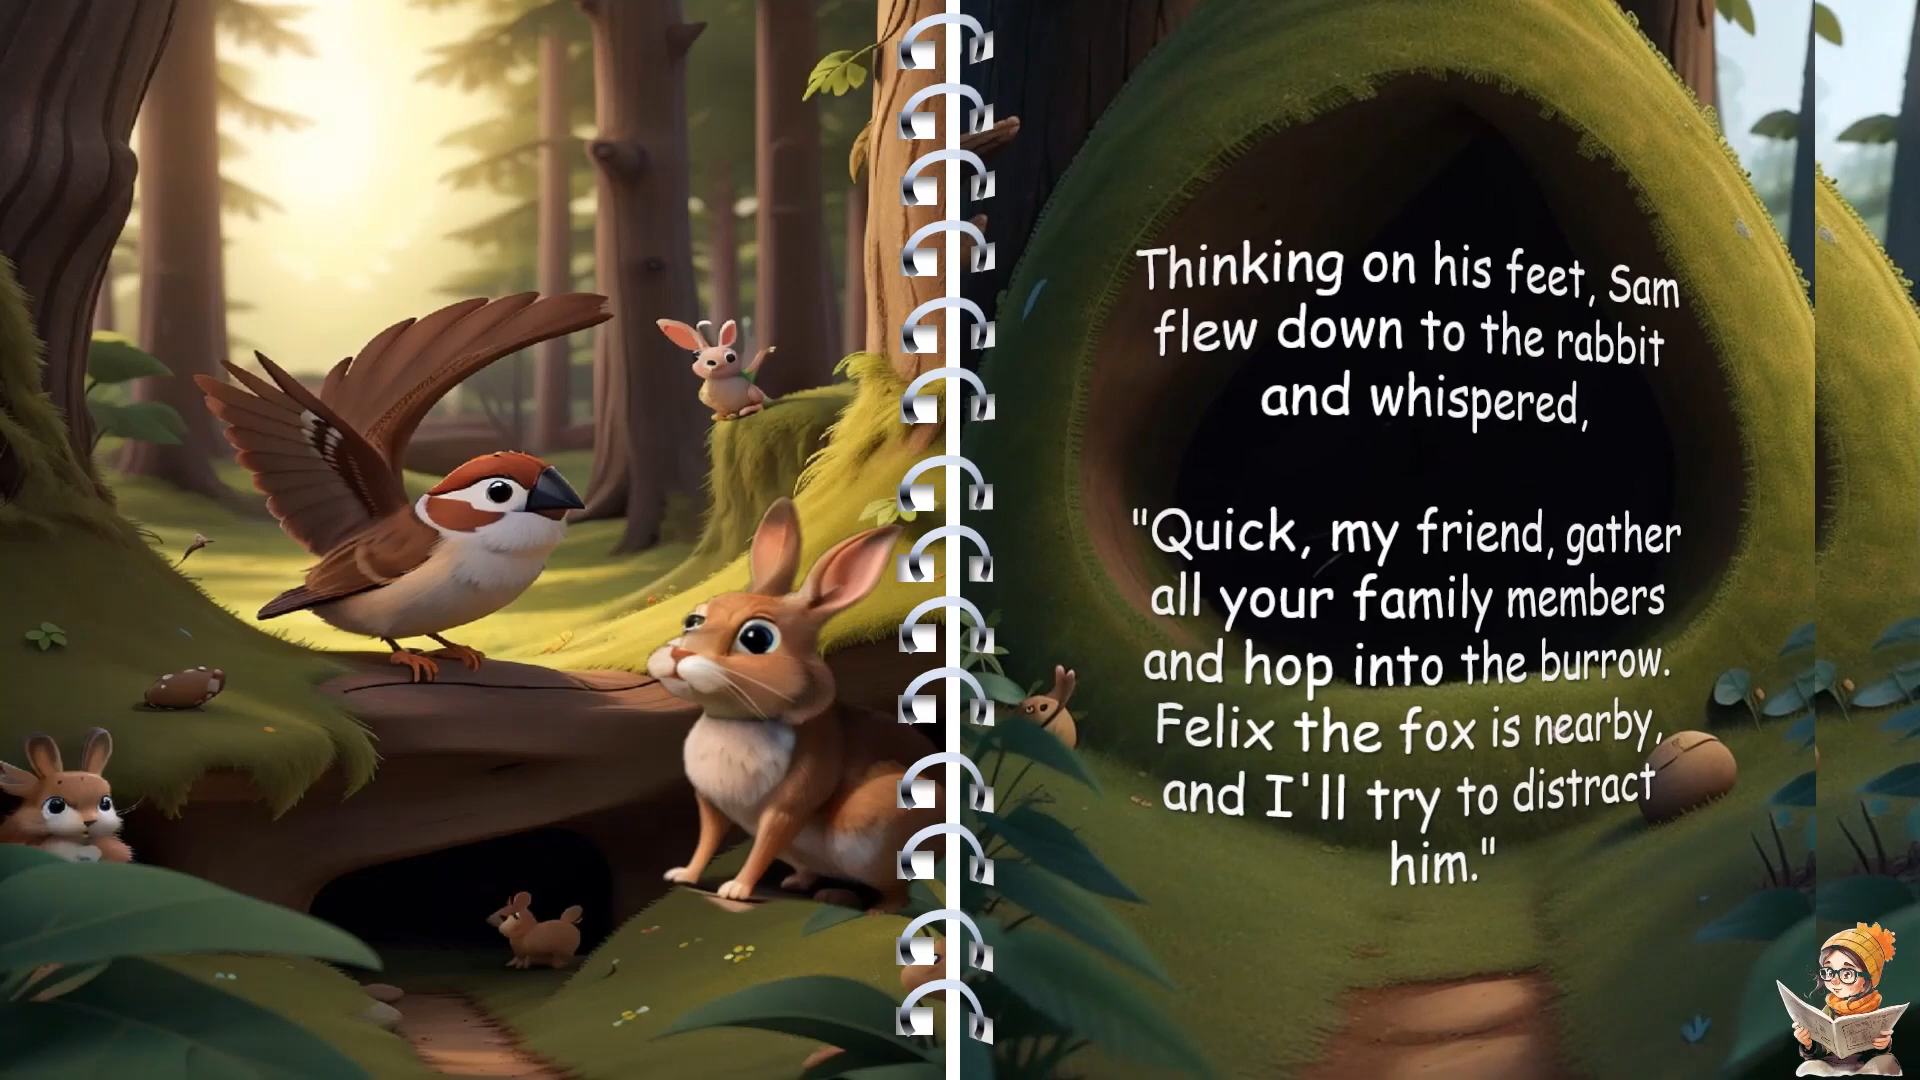 Thinking on his feet, Sam
flew down to the rabbit
and whispered,
"Quick, my friend, gather
all your family members
and hop into the burrow.
Felix the fox is nearby,
and I'll try to distract
him."